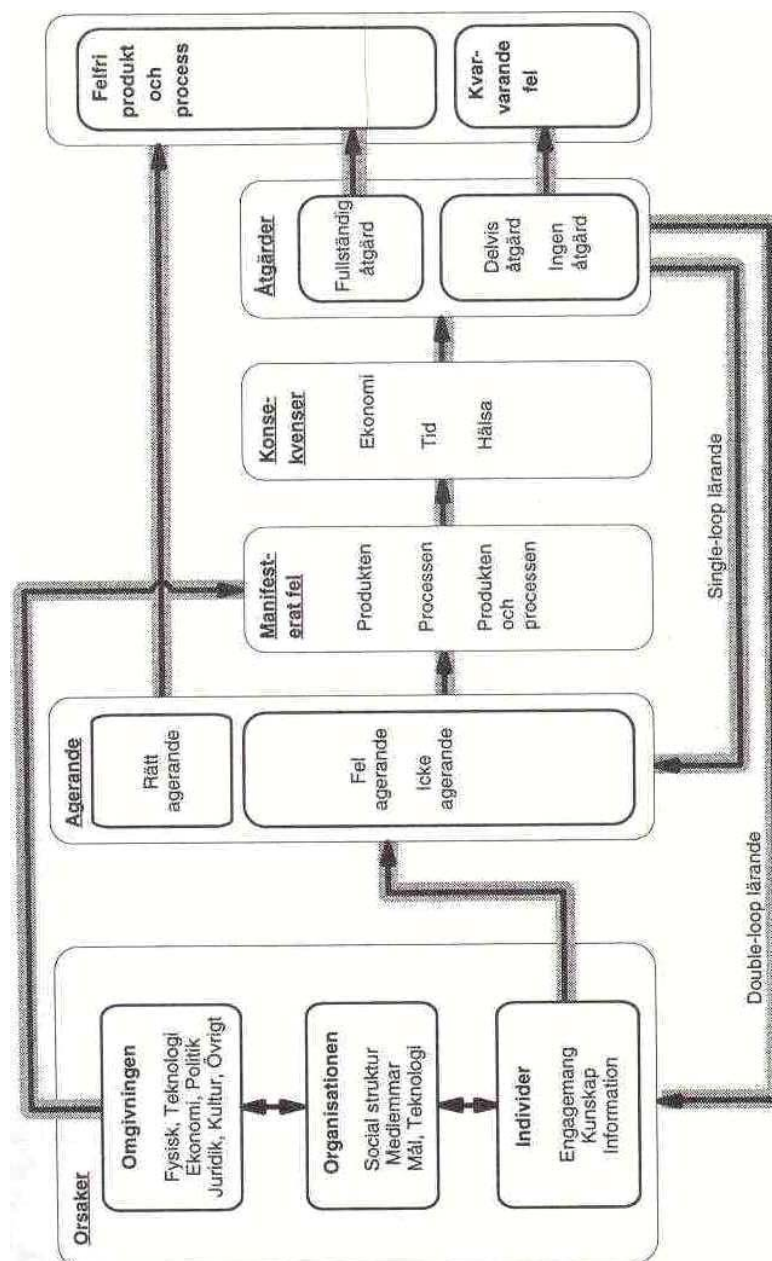 Orsaker
Omgivningen
Fysisk, Teknologi
Ekonomi, Politik
Juridik, Kultur, Övrigt
Organisationen
Social struktur
Medlemmar
Mål, Teknologi
Individer
Engagemang
Kunskap
Information
Agerande
Rätt
agerande
Fel
agerande
Icke
agerande
Manifest-
erat fel
Produkten
Processen
Produkten
och
processen
Konse-
kvenser
Ekonomi
Tid
Hälsa
Åtgärder
Fullständig
åtgärd
Delvis
åtgärd
Ingen
åtgärd
Felfri
produkt
och
process
Kvar-
varande
fel
Single-loop lärande
Double-loop lärande